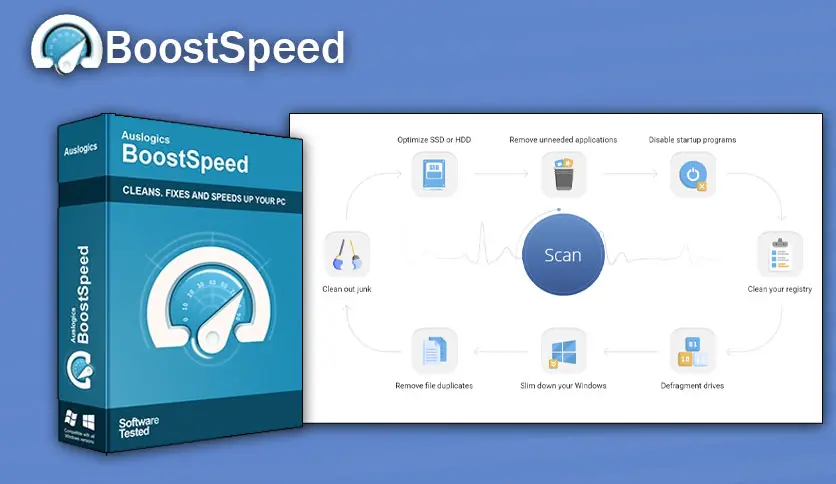 BoostSpeed
Auslogics
Auslogics
BoostSpeed
CLEANS. FIXES AND SPEEDS UP YOUR PC
Auslogics
BoostSpeed
Compatible with all
Windows versions
Software
Tested
Optimize SSD or HDD
Remove unneeded applications
Disable startup programs
SSD
Scan
Clean out junk
Clean your registry
Remove file duplicates
Slim down your Windows
Defragment drives